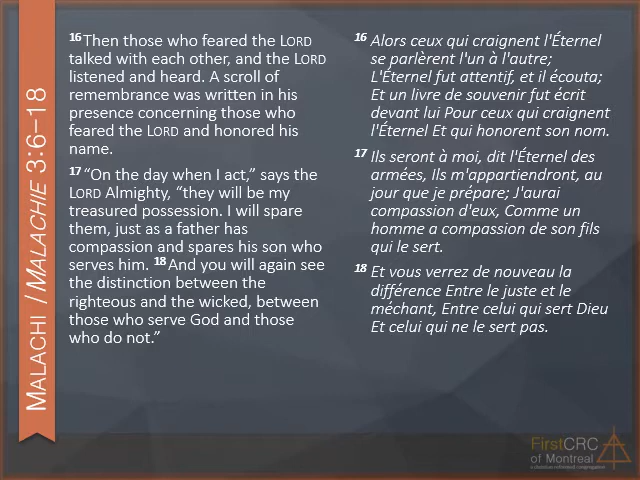 MALACHI / MALACHIE 3:6–18
16 Then those who feared the LORD
talked with each other, and the LORD
listened and heard. A scroll of
remembrance was written in his
presence concerning those who
feared the LORD and honored his
name.
17 “On the day when I act,” says the
LORD Almighty, “they will be my
treasured possession. I will spare
them, just as a father has
compassion and spares his son who
serves him. 18 And you will again see
the distinction between the
righteous and the wicked, between
those who serve God and those
who do not.”
16 Alors ceux qui craignent l'Éternel
se parlèrent l'un à l'autre;
L'Éternel fut attentif, et il écouta;
Et un livre de souvenir fut écrit
devant lui Pour ceux qui craignent
l'Éternel Et qui honorent son nom.
17 Ils seront à moi, dit l'Éternel des
armées, Ils m'appartiendront, au
jour que je prépare; J'aurai
compassion d'eux, Comme un
homme a compassion de son fils
qui le sert.
18 Et vous verrez de nouveau la
différence Entre le juste et le
méchant, Entre celui qui sert Dieu
Et celui qui ne le sert pas.
FirstCRC
of Montreal
a christian reformed congregation